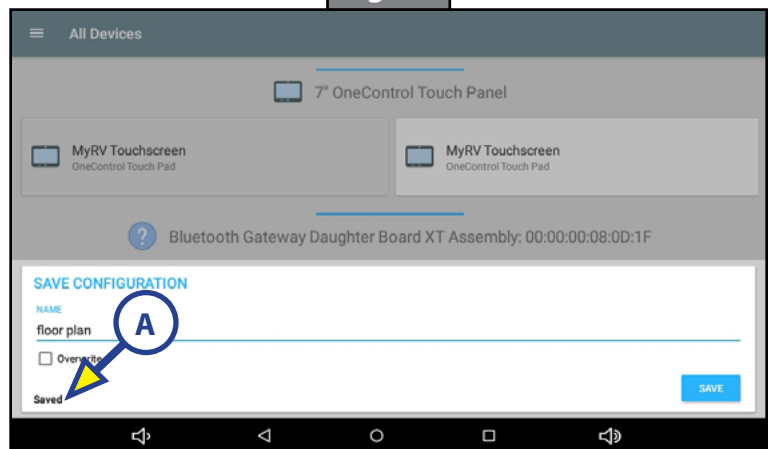 All Devices
7" OneControl Touch Panel
MyRV Touchscreen
OneControl Touch Pad
MyRV Touchscreen
OneControl Touch Pad
Bluetooth Gateway Daughter Board XT Assembly: 00:00:00:08:0D:1F
SAVE CONFIGURATION
NAME
floor plan
A
Overwrite
Saved
SAVE